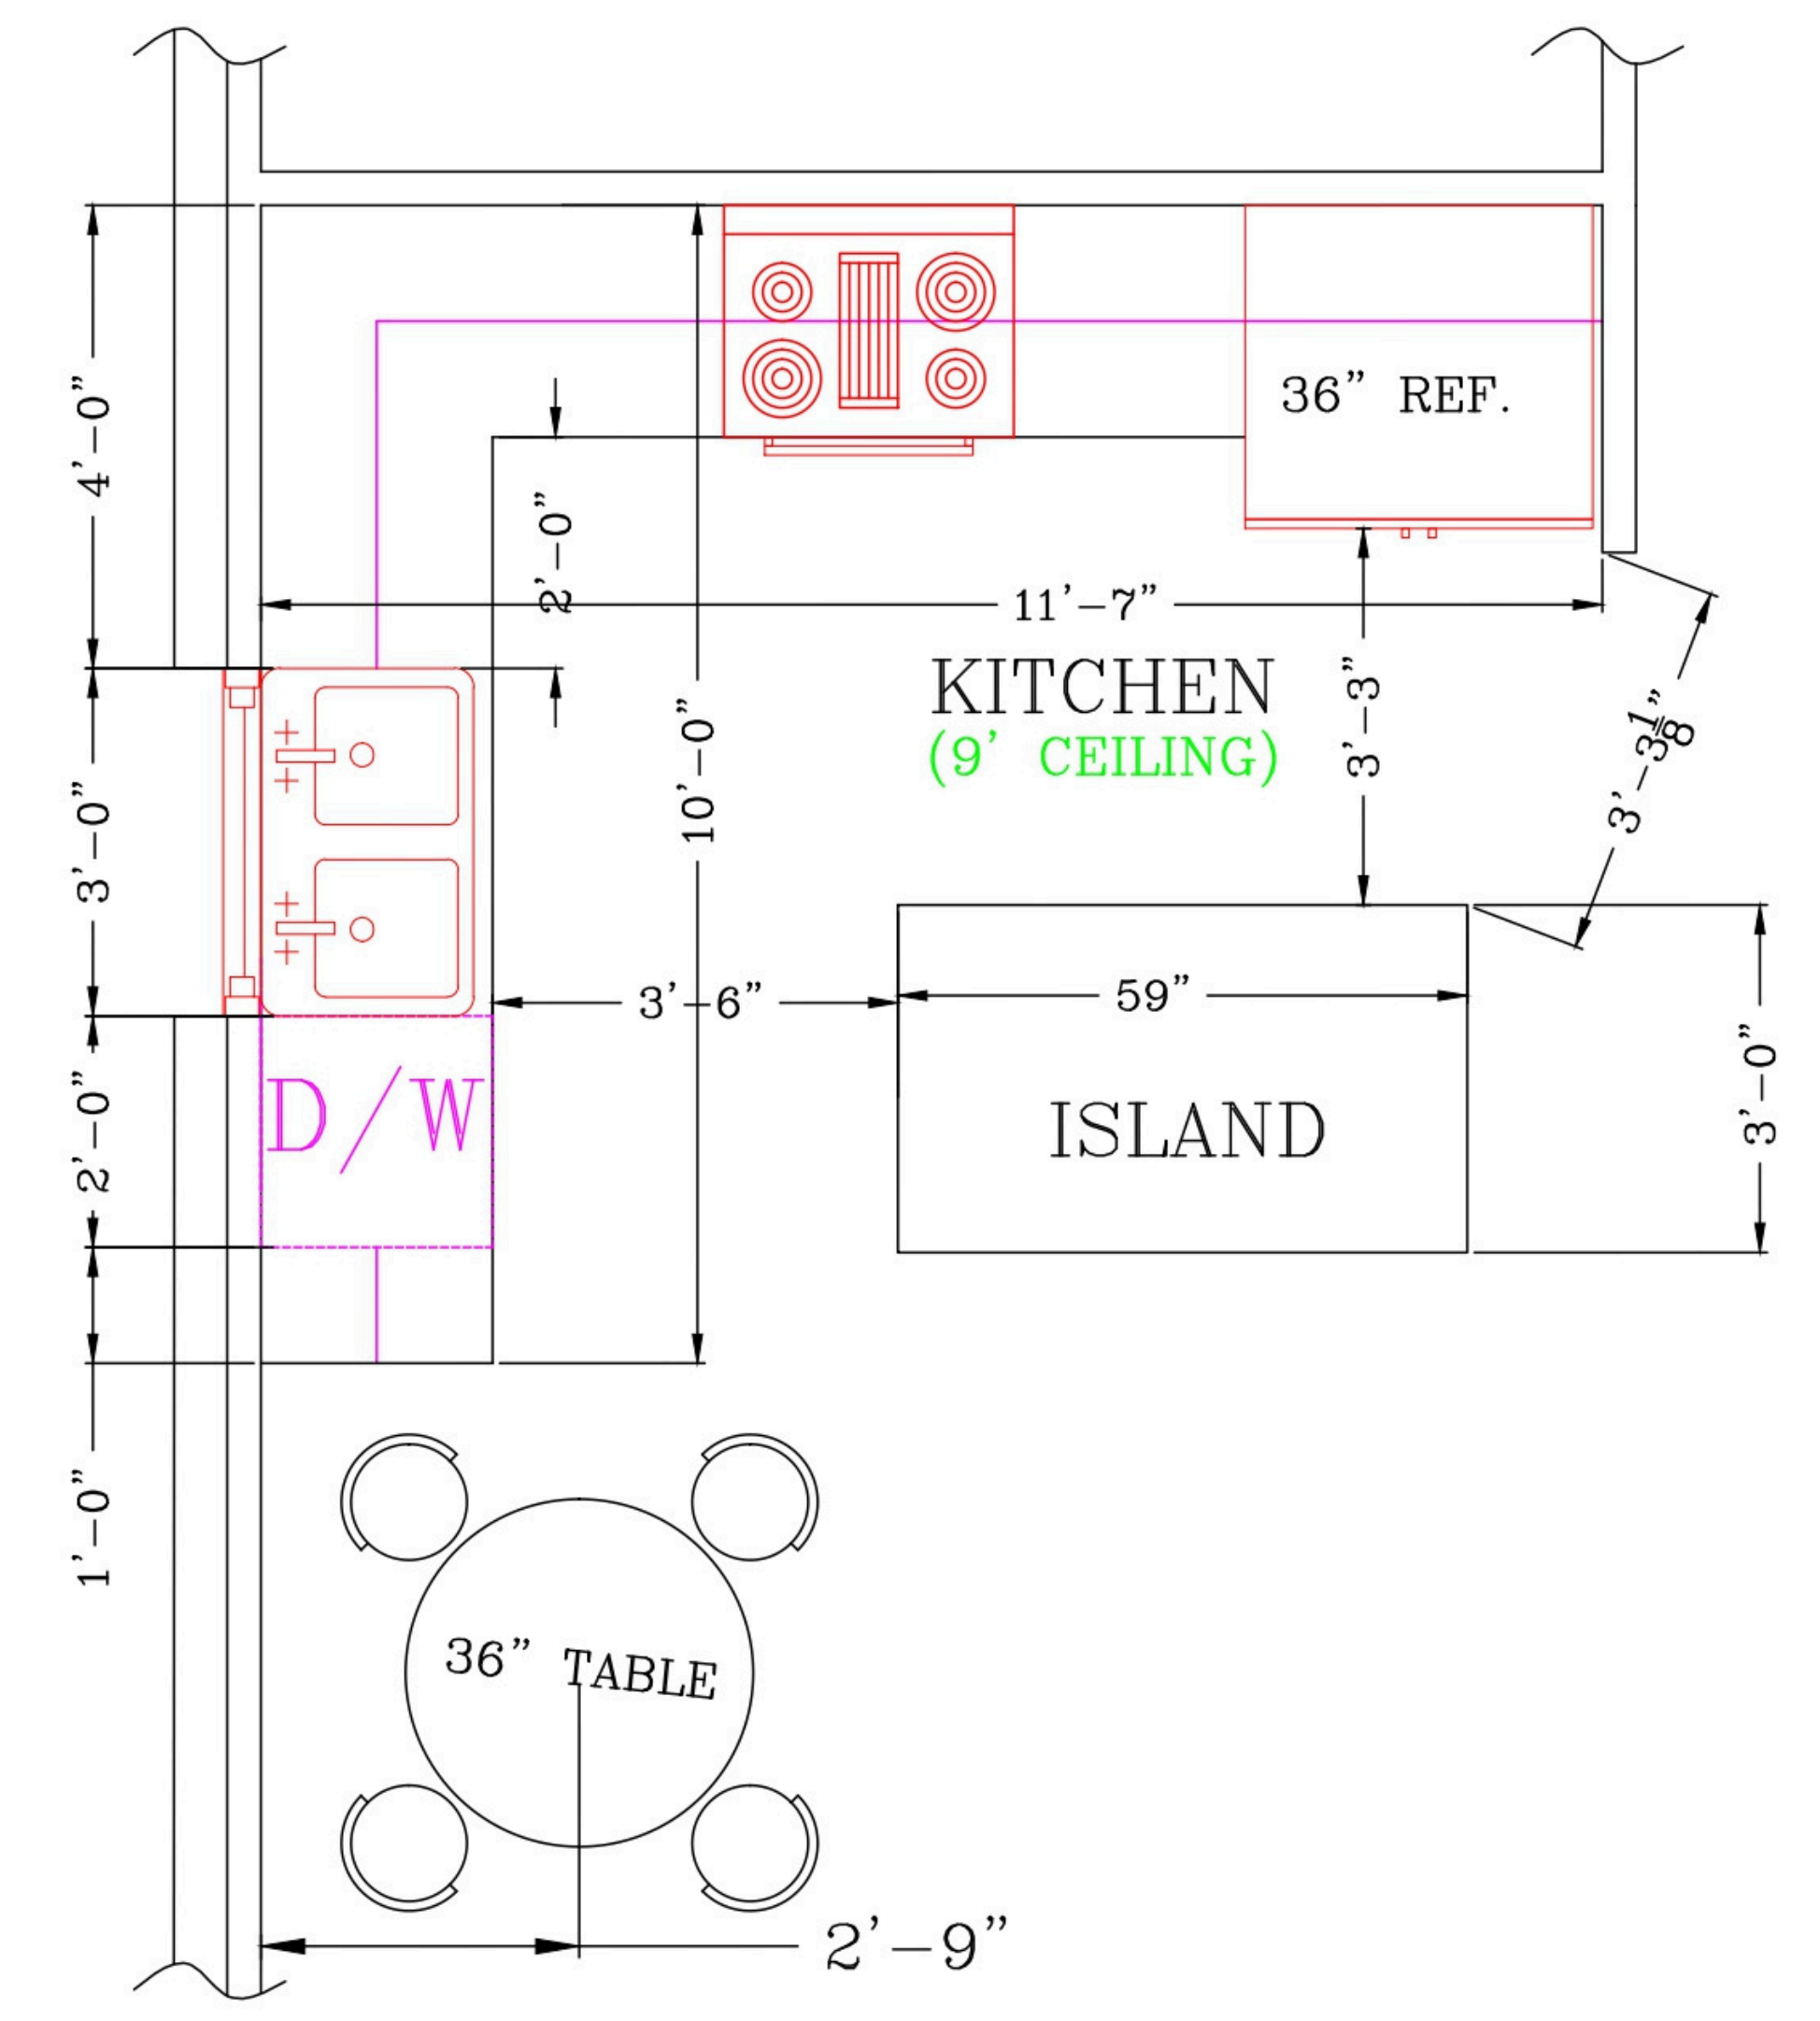 36” REF.
4’-0”
2’-0”
11’-7”
KITCHEN
(9’ CEILING)
3’-3”
3’-3 1/8”
10’-0”
3’-0”
3’-6”
59”
ISLAND
3’-0”
D/W
2’-0”
1’-0”
36” TABLE
2’-9”